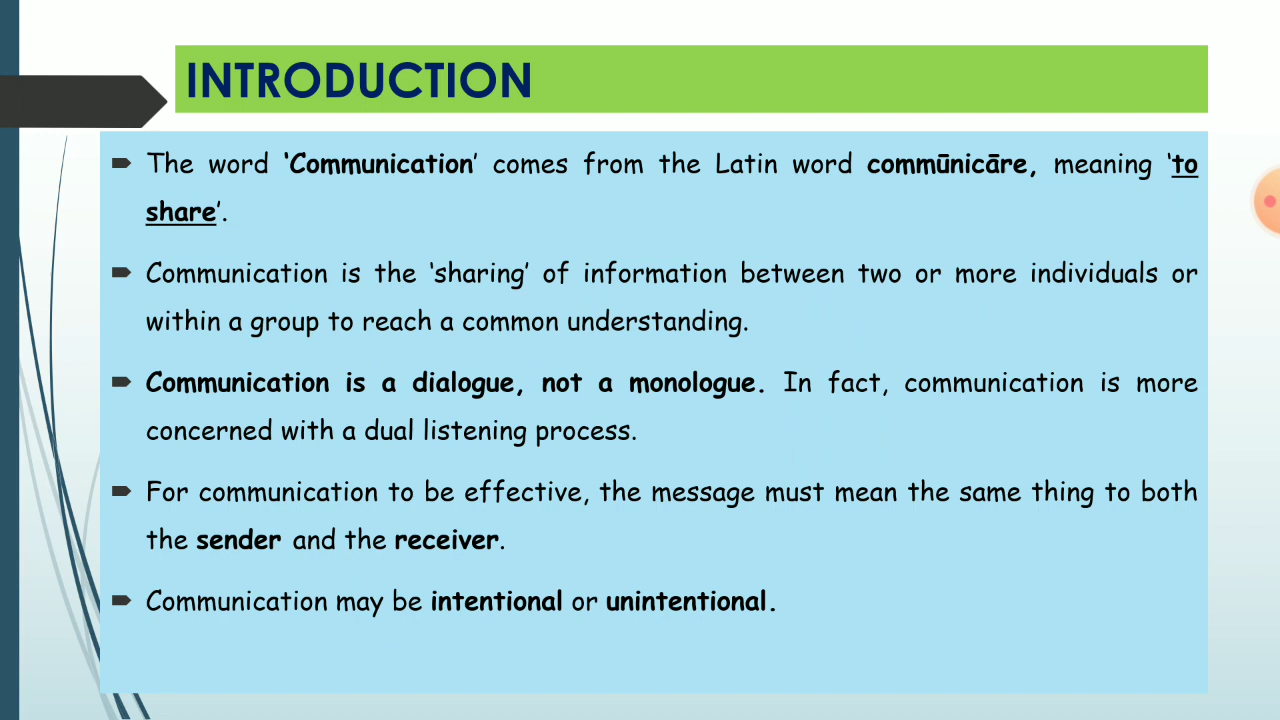 INTRODUCTION
The word ‘Communication’ comes from the Latin word commūnicāre, meaning ‘to
share’.
Communication is the ‘sharing’ of information between two or more individuals or
within a group to reach a common understanding.
Communication is a dialogue, not a monologue. In fact, communication is more
concerned with a dual listening process.
For communication to be effective, the message must mean the same thing to both
the sender and the receiver.
Communication may be intentional or unintentional.